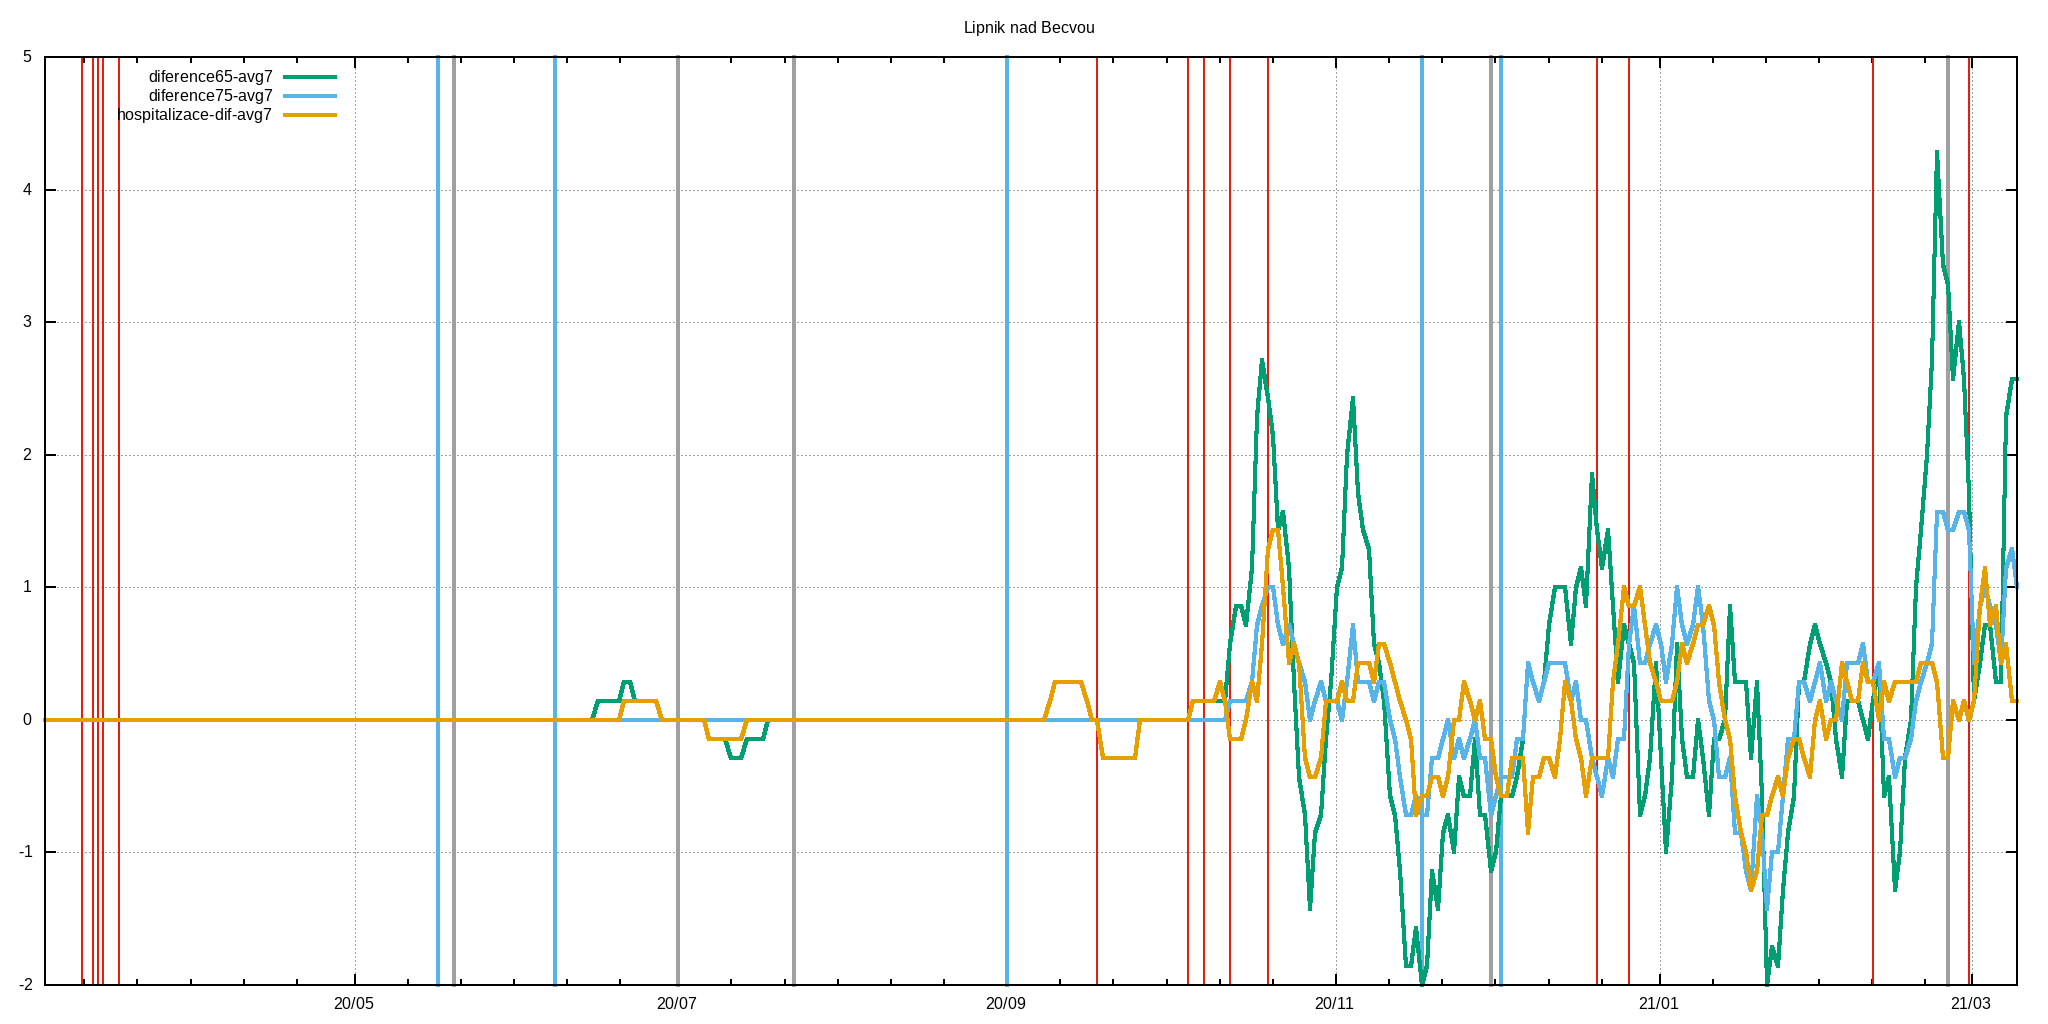 Lipnik nad Becvou
5
diference65-avg7
diference75-avg7
hospitalizace-dif-avg7
4
3
2
1
0
-1
-2
20/05 20/07 20/09 20/11 21/01 21/03